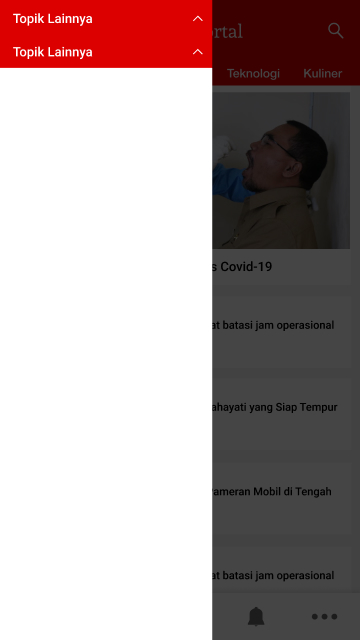 Topik Lainnya
Topik Lainnya
ortal
Teknologi
Kuliner
s Covid-19
at batasi jam operasional
ahayati yang Siap Tempur
ameran Mobil di Tengah
at batasi jam operasional